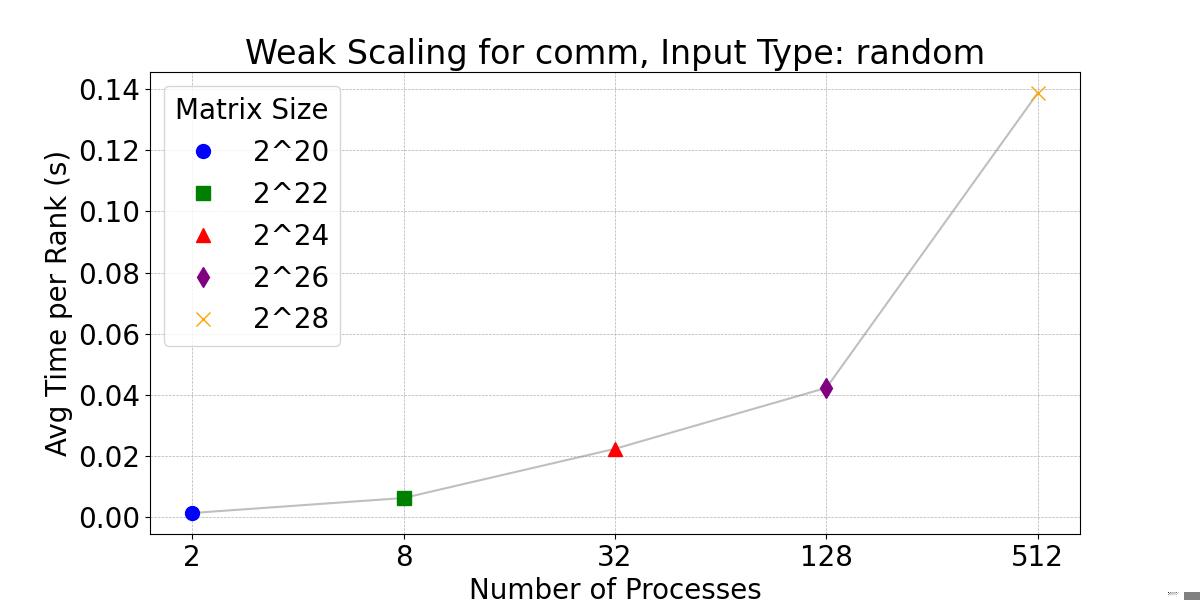 Weak Scaling for comm, Input Type: random
Avg Time per Rank (s)
0.14
0.12
0.10
0.08
0.06
0.04
0.02
0.00
Matrix Size
2^20
2^22
2^24
2^26
2^28
2 8 32 128 512
Number of Processes